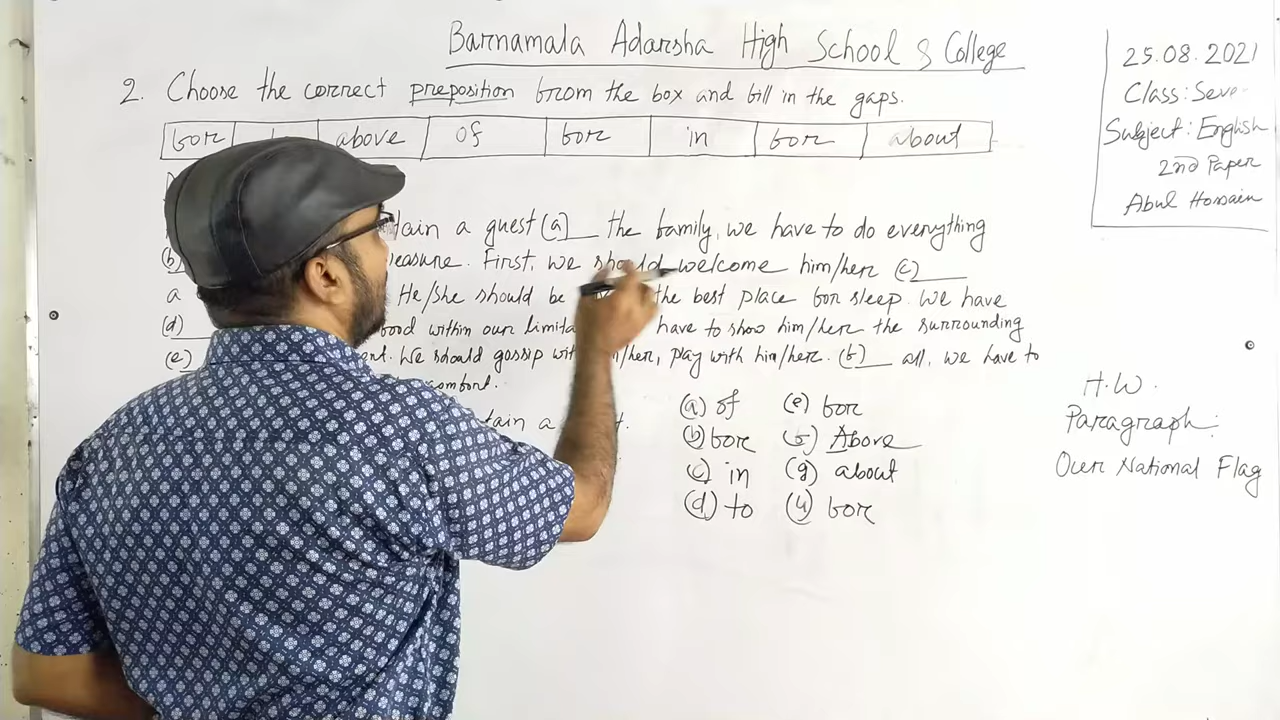 Barnamala Adarsha High School & College
2. Choose the correct preposition from the box and fill in the gaps.
for above of for in for about
tain a guest (a)__ the family, we have to do everything
(b) easure. First, we should welcome him/her (c)____
a He/she should be the best place for sleep. We have
(d)____ food within our limita have to show him/her the surrounding
(e) ent. We should gossip with /her, play with him/her. (f)___ all, we have to
comfort.
tain a
(a) of (e) for
(b) for (f) Above
(c) in (g) about
(d) to (h) for
25.08.2021
Class: Seve
Subject: English
2nd Paper
Abul Hossain
H.W.
Paragraph:
Our National Flag